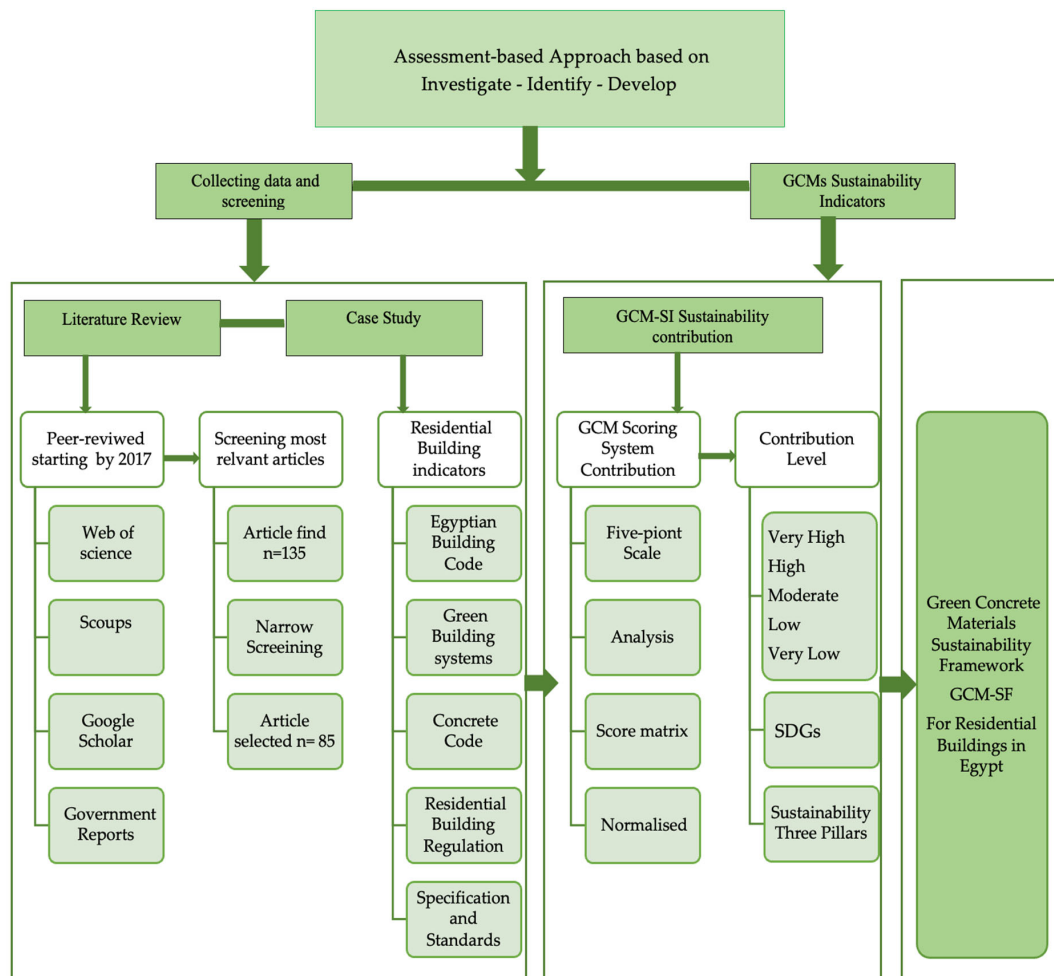 Assessment-based Approach based on
Investigate - Identify - Develop
Collecting data and
screening
GCMs Sustainability
Indicators
Literature Review
Case Study
GCM-SI Sustainability
contribution
Peer-reviwed
starting by 2017
Screening most
relvant articles
Residential
Building
indicators
GCM Scoring
System
Contribution
Contribution
Level
Web of
science
Scoups
Google
Scholar
Government
Reports
Article find
n=135
Narrow
Screeining
Article
selected n= 85
Egyptian
Building
Code
Green
Building
systems
Concrete
Code
Residential
Building
Regulation
Specification
and
Standards
Five-piont
Scale
Analysis
Score matrix
Normalised
Very High
High
Moderate
Low
Very Low
SDGs
Sustainability
Three Pillars
Green Concrete
Materials
Sustainability
Framework
GCM-SF
For Residential
Buildings in
Egypt